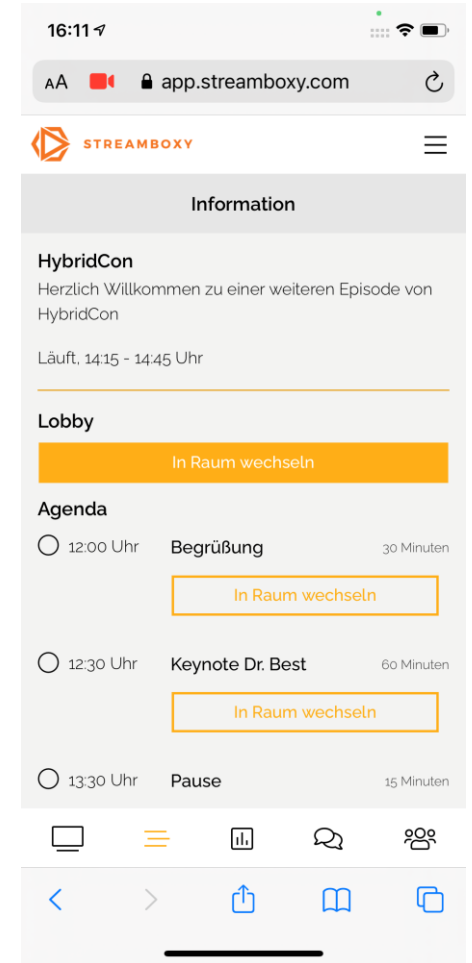 16:11
AA app.streamboxy.com
STREAMBOXY
Information
HybridCon
Herzlich Willkommen zu einer weiteren Episode von
HybridCon
Läuft, 14:15 - 14:45 Uhr
Lobby
In Raum wechseln
Agenda
12:00 Uhr Begrüßung 30 Minuten
In Raum wechseln
12:30 Uhr Keynote Dr. Best 60 Minuten
In Raum wechseln
13:30 Uhr Pause 15 Minuten